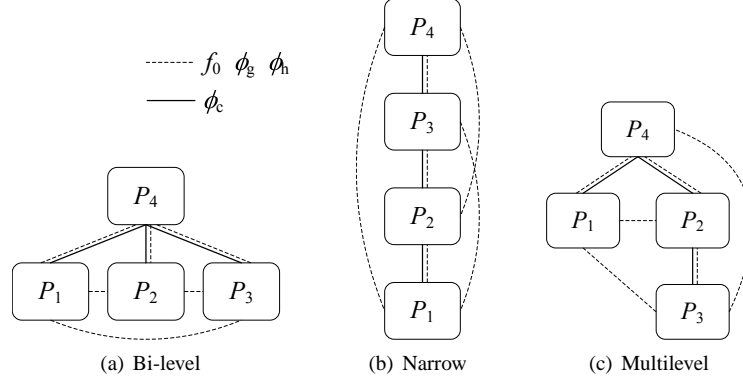 f₀ ϕg ϕh
ϕc
P₄
P₁ P₂ P₃
(a) Bi-level
P₄
P₃
P₂
P₁
(b) Narrow
P₄
P₁ P₂
P₃
(c) Multilevel